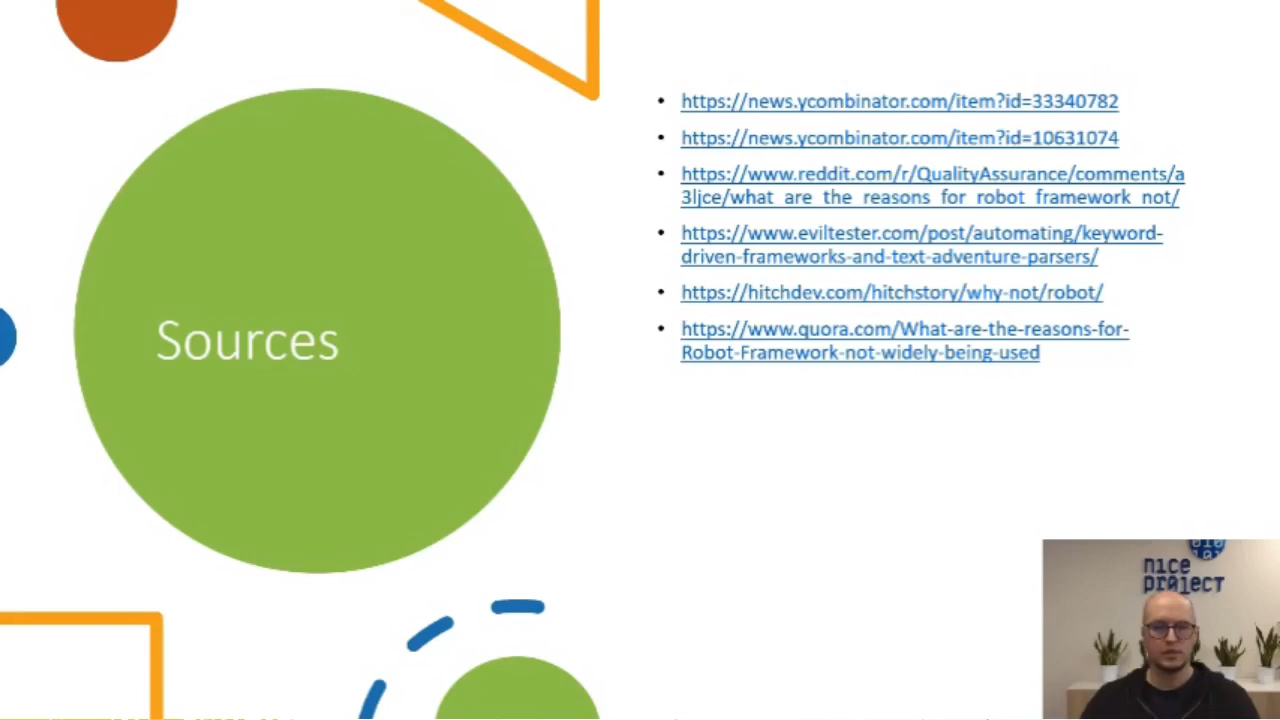 Sources
https://news.ycombinator.com/item?id=33340782
https://news.ycombinator.com/item?id=10631074
https://www.reddit.com/r/QualityAssurance/comments/a
3ljce/what_are_the_reasons_for_robot_framework_not/
https://www.eviltester.com/post/automating/keyword-
driven-frameworks-and-text-adventure-parsers/
https://hitchdev.com/hitchstory/why-not/robot/
https://www.quora.com/What-are-the-reasons-for-
Robot-Framework-not-widely-being-used
nice
project